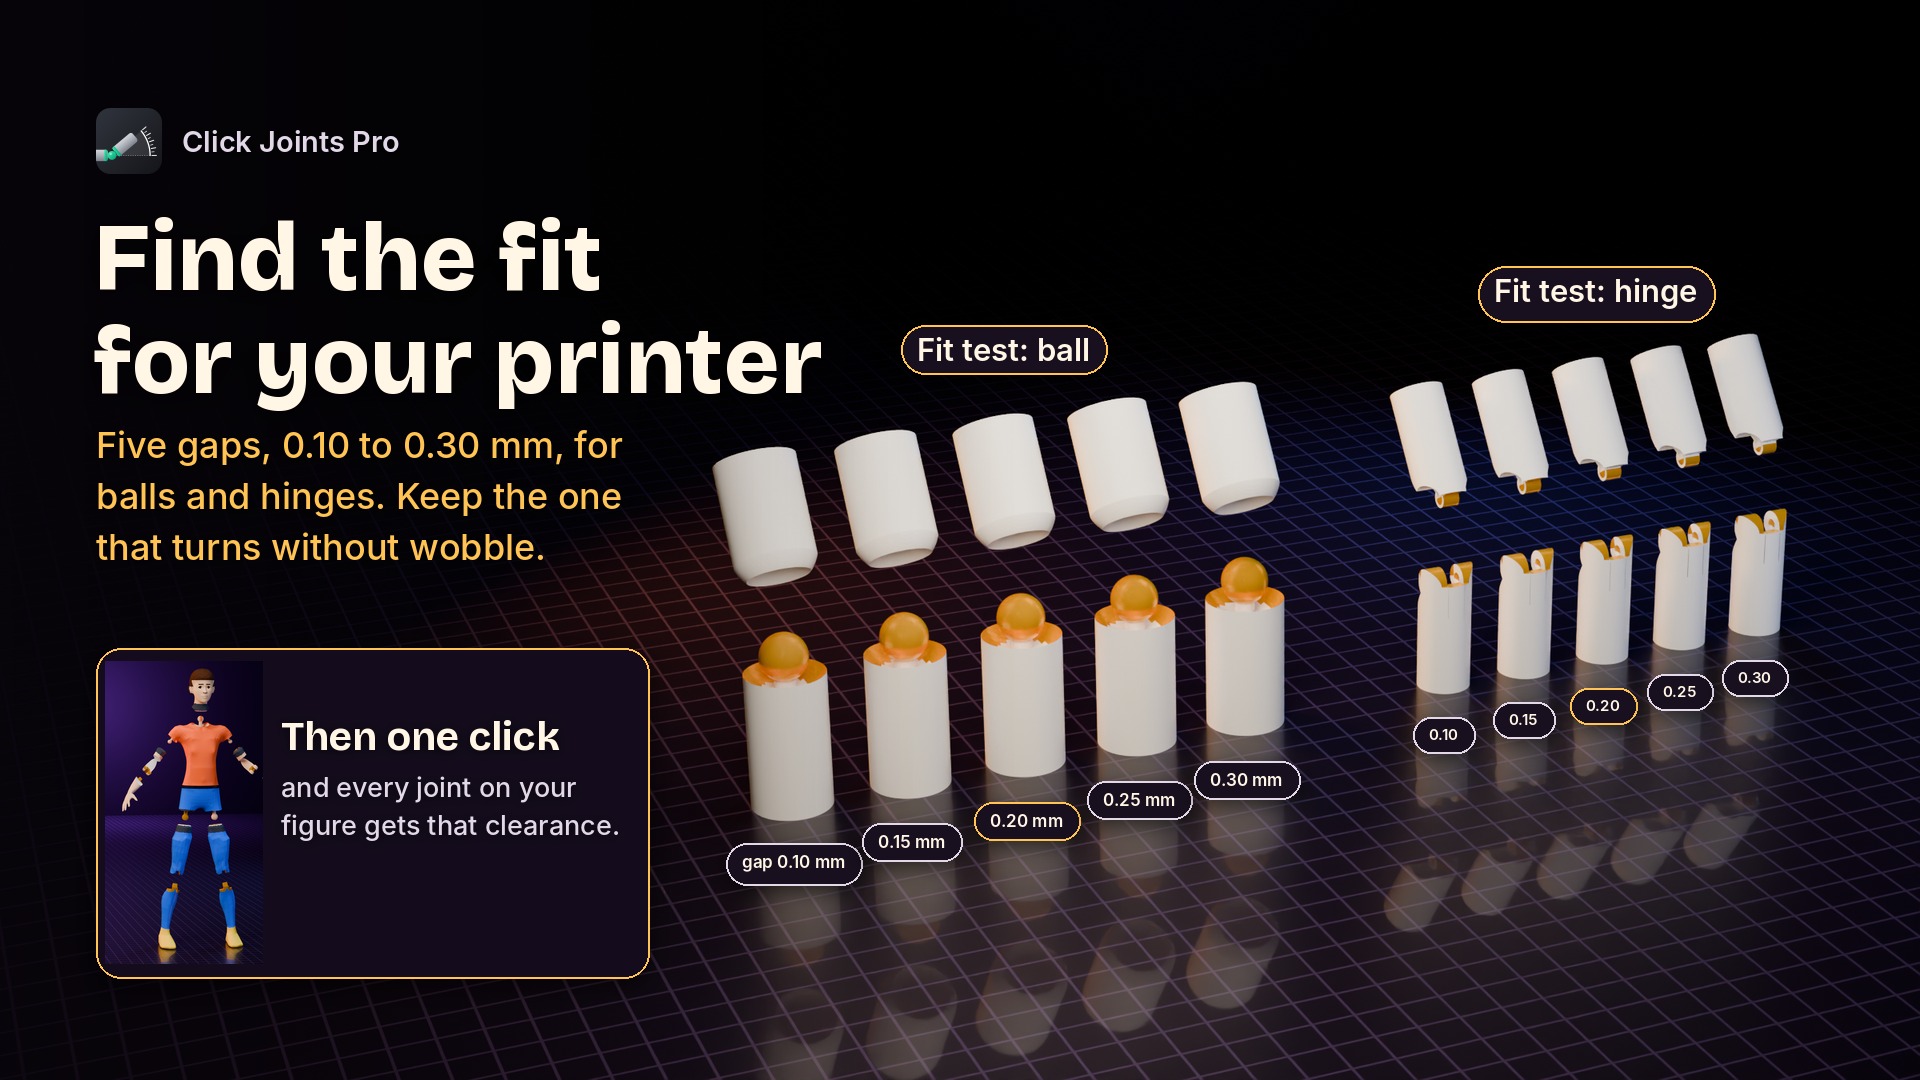 Click Joints Pro
Find the fit
for your printer
Five gaps, 0.10 to 0.30 mm, for
balls and hinges. Keep the one
that turns without wobble.
Then one click
and every joint on your
figure gets that clearance.
Fit test: ball
gap 0.10 mm
0.15 mm
0.20 mm
0.25 mm
0.30 mm
Fit test: hinge
0.10
0.15
0.20
0.25
0.30